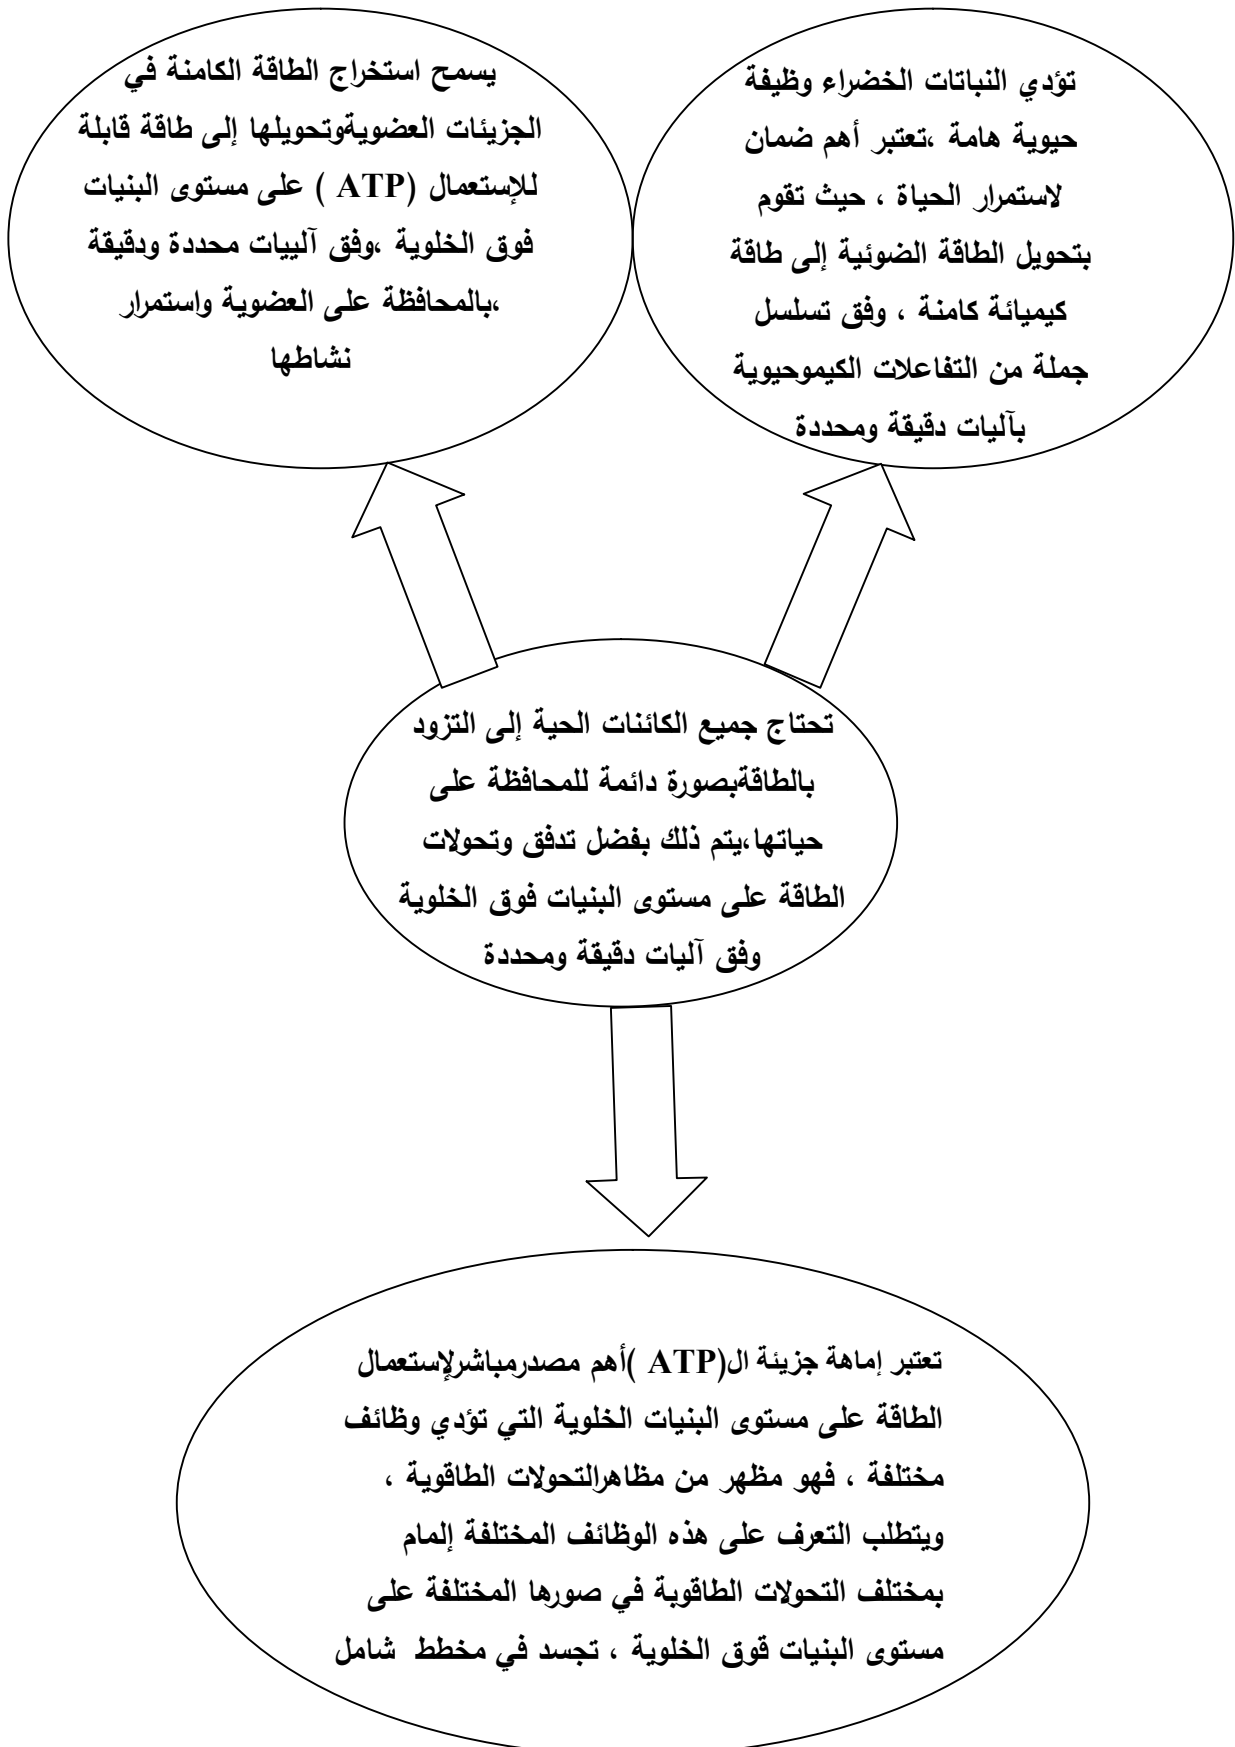 تؤدي النباتات الخضراء وظيفة
حيوية هامة ،تعتبر أهم ضمان
لاستمرار الحياة ، حيث تقوم
بتحويل الطاقة الضوئية إلى طاقة
كيميائة كامنة ، وفق تسلسل
جملة من التفاعلات الكيموحيوية
بآليات دقيقة ومحددة
يسمح استخراج الطاقة الكامنة في
الجزيئات العضويةوتحويلها إلى طاقة قابلة
للإستعمال (ATP ) على مستوى البنيات
فوق الخلوية ،وفق آلييات محددة ودقيقة
،بالمحافظة على العضوية واستمرار
نشاطها
تحتاج جميع الكائنات الحية إلى التزود
بالطاقةبصورة دائمة للمحافظة على
حياتها،يتم ذلك بفضل تدفق وتحولات
الطاقة على مستوى البنيات فوق الخلوية
وفق آليات دقيقة ومحددة
تعتبر إماهة جزيئة ال(ATP )أهم مصدرمباشرلإستعمال
الطاقة على مستوى البنيات الخلوية التي تؤدي وظائف
مختلفة ، فهو مظهر من مظاهرالتحولات الطاقوية ،
ويتطلب التعرف على هذه الوظائف المختلفة إلمام
بمختلف التحولات الطاقوبة في صورها المختلفة على
مستوى البنيات قوق الخلوية ، تجسد في مخطط شامل